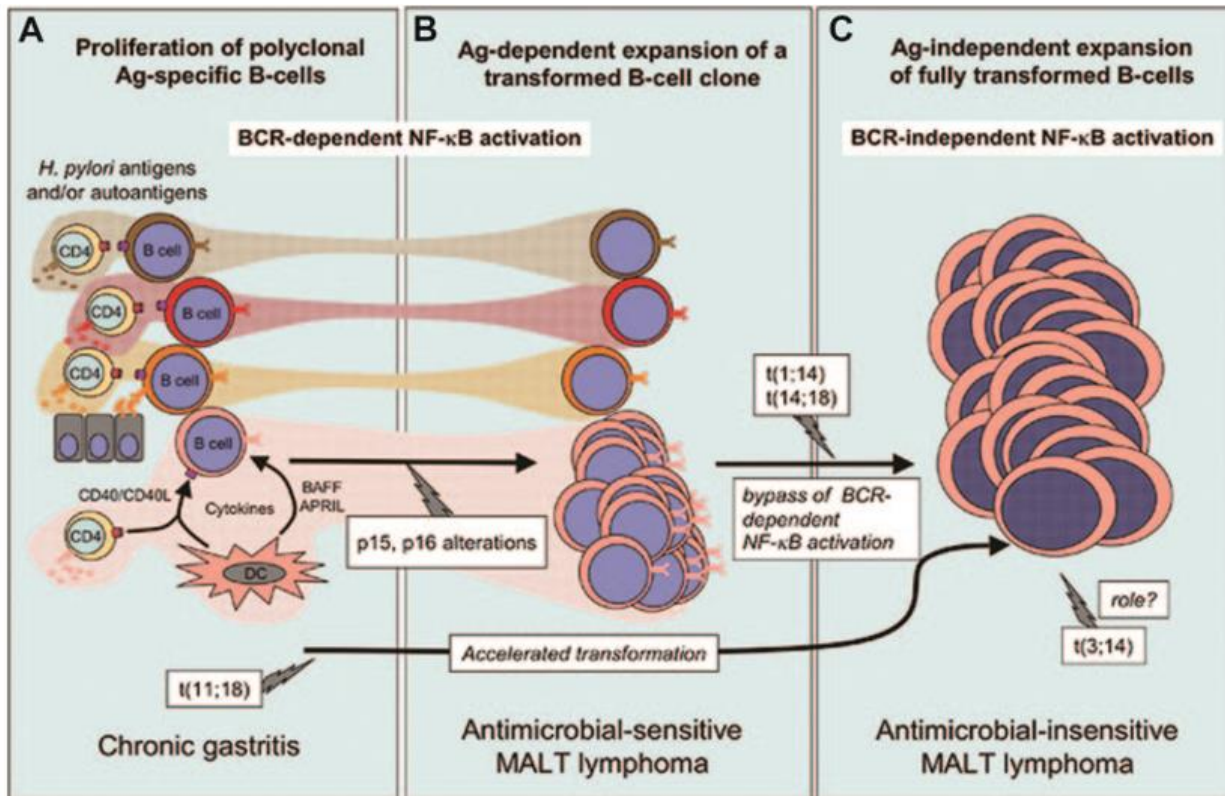 A
Proliferation of polyclonal
Ag-specific B-cells
B
Ag-dependent expansion of a
transformed B-cell clone
C
Ag-independent expansion
of fully transformed B-cells
BCR-dependent NF-κB activation
BCR-independent NF-κB activation
H. pylori antigens
and/or autoantigens
CD4
B cell
CD4
B cell
CD4
B cell
B cell
CD40/CD40L
Cytokines
BAFF
APRIL
CD4
DC
p15, p16 alterations
t(1;14)
t(14;18)
bypass of BCR-
dependent
NF-κB activation
role?
t(3;14)
Accelerated transformation
t(11;18)
Chronic gastritis
Antimicrobial-sensitive
MALT lymphoma
Antimicrobial-insensitive
MALT lymphoma